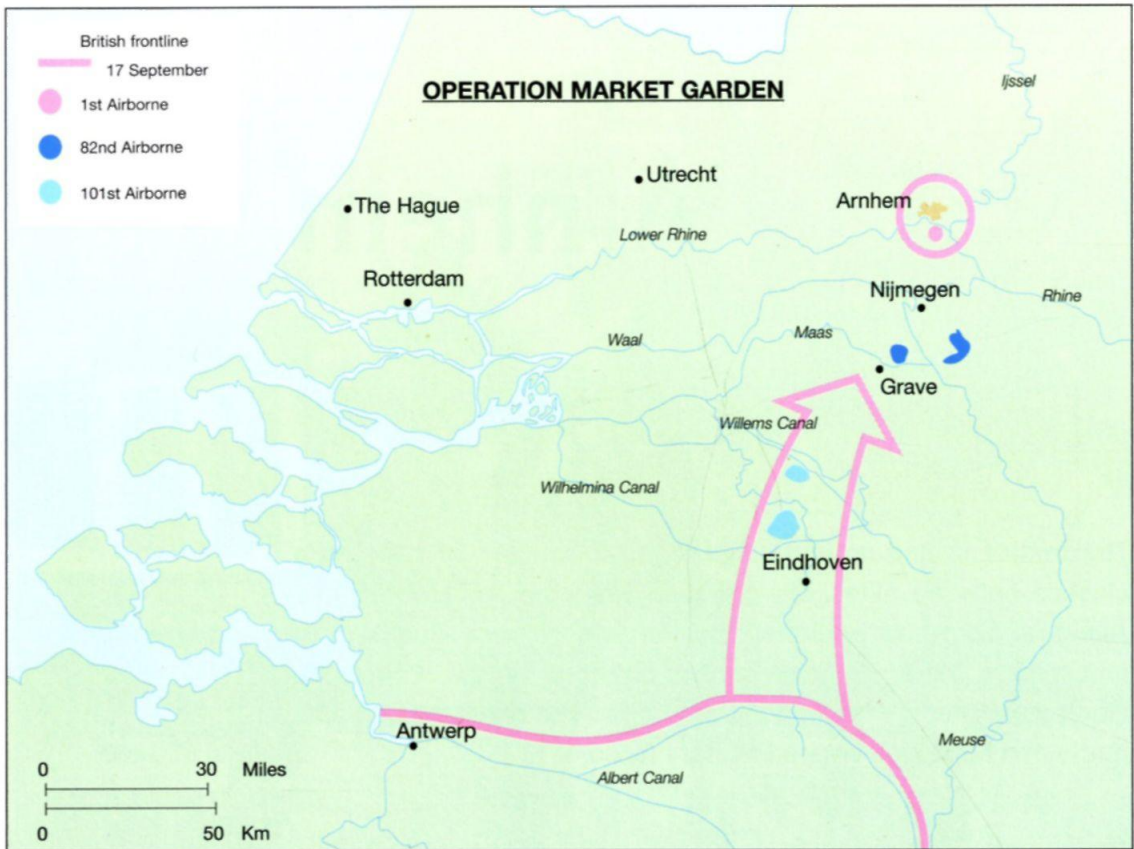 British frontline
17 September
1st Airborne
82nd Airborne
101st Airborne
OPERATION MARKET GARDEN
Ijssel
Utrecht
The Hague
Arnhem
Lower Rhine
Rotterdam
Nijmegen
Rhine
Waal
Maas
Grave
Willems Canal
Wilhelmina Canal
Eindhoven
Antwerp
Meuse
Albert Canal
0 30 Miles
0 50 Km